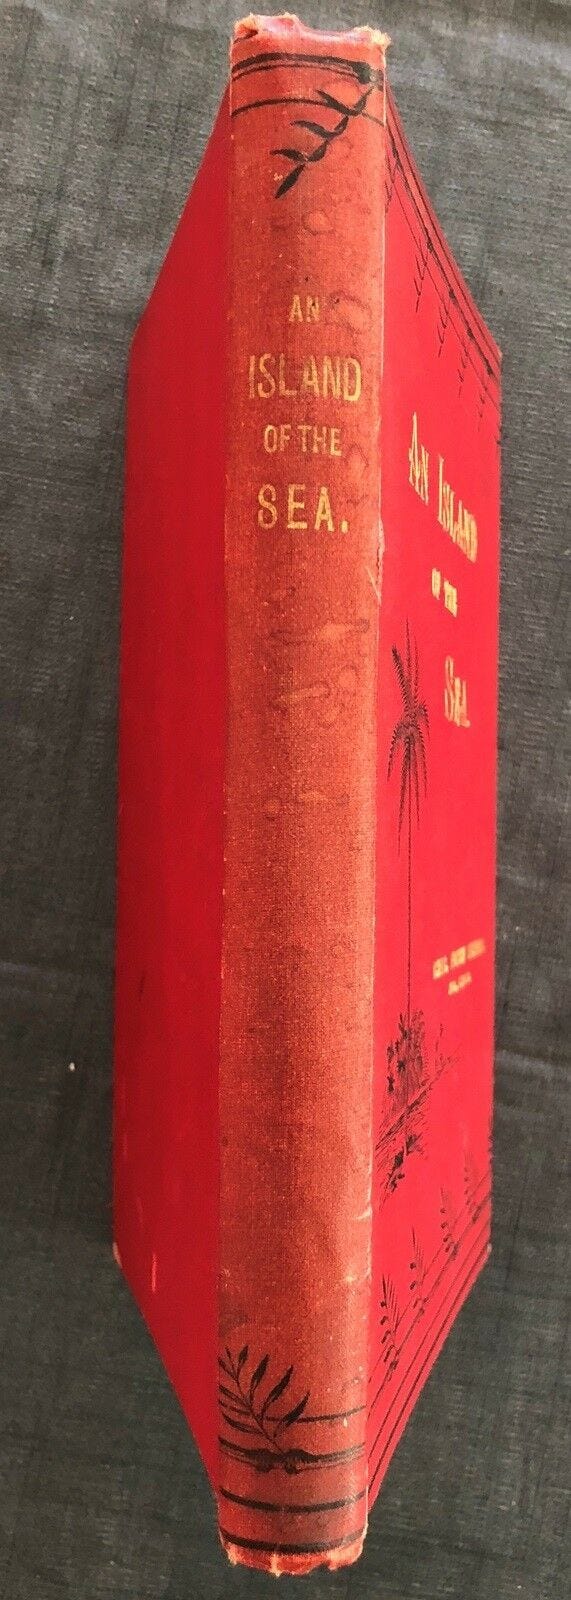 AN
ISLAND
OF THE
SEA.
AN ISLAND
OF THE
SEA